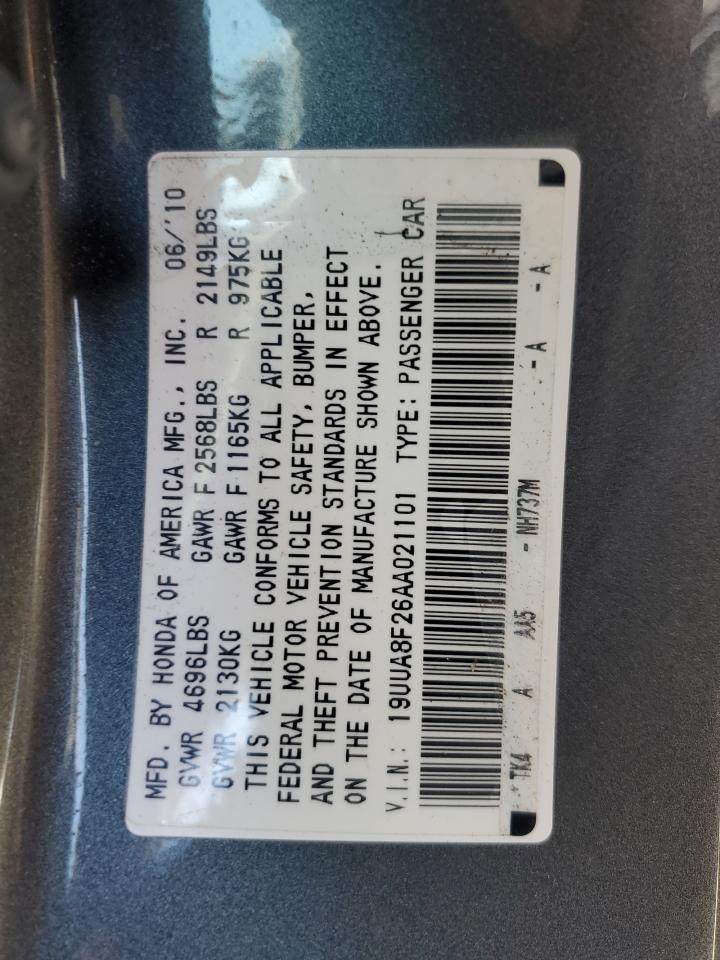 MFD. BY HONDA OF AMERICA MFG., INC. 06/'10
GVWR 4696LBS GAWR F 2568LBS R 2149LBS
GVWR 2130KG GAWR F 1165KG R 975KG
THIS VEHICLE CONFORMS TO ALL APPLICABLE
FEDERAL MOTOR VEHICLE SAFETY, BUMPER,
AND THEFT PREVENTION STANDARDS IN EFFECT
ON THE DATE OF MANUFACTURE SHOWN ABOVE.
V.I.N.: 19UUA8F26AA021101 TYPE: PASSENGER CAR
TK4 A AA5 - NH737M - A - A